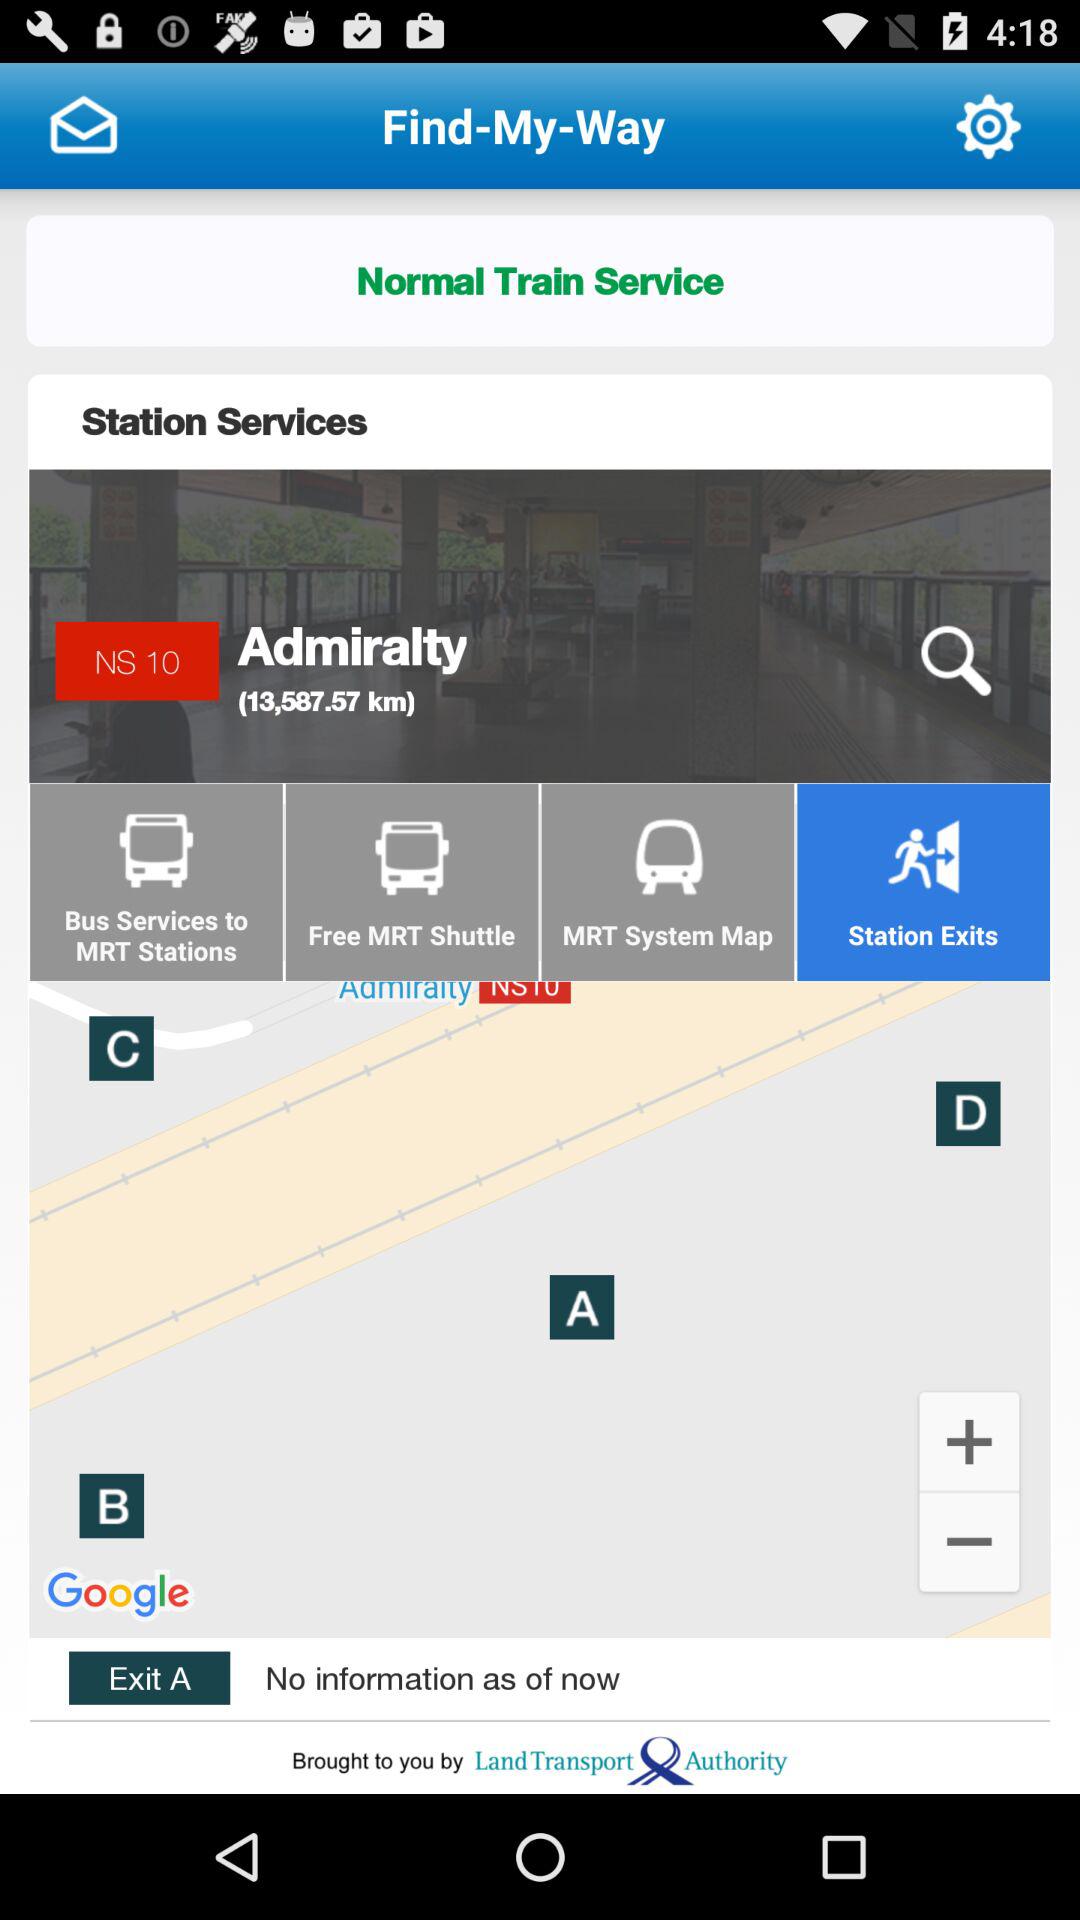 FAKE
4:18
Find-My-Way
Normal Train Service
Station Services
NS 10
Admiralty
(13,587.57 km)
Bus Services to
MRT Stations
Free MRT Shuttle
MRT System Map
Station Exits
Admiralty NS10
C
D
A
B
Google
Exit A No information as of now
Brought to you by Land Transport Authority